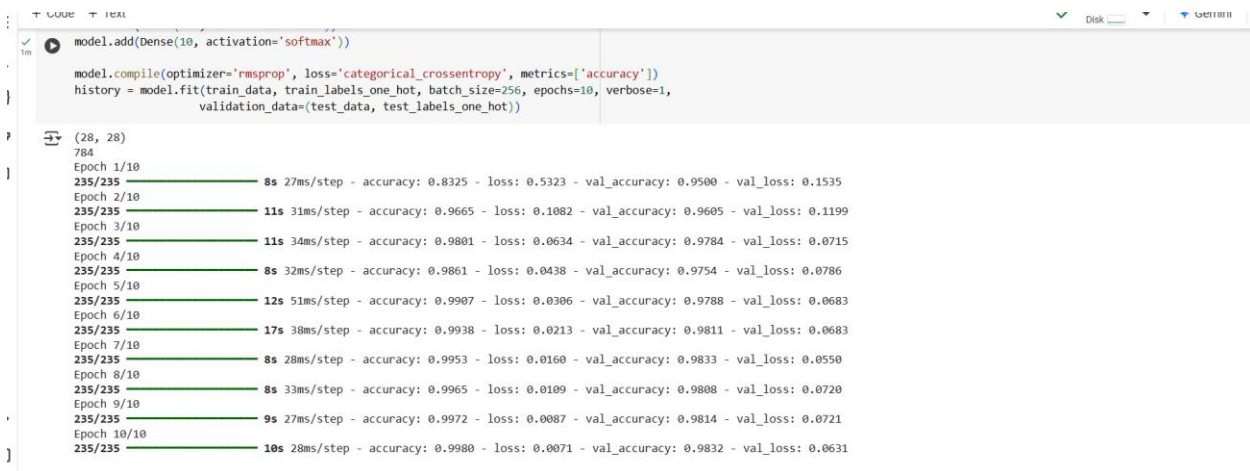 + Code + Text
Disk
Gemini
1m
model.add(Dense(10, activation='softmax'))
model.compile(optimizer='rmsprop', loss='categorical_crossentropy', metrics=['accuracy'])
history = model.fit(train_data, train_labels_one_hot, batch_size=256, epochs=10, verbose=1,
validation_data=(test_data, test_labels_one_hot))
(28, 28)
784
Epoch 1/10
235/235 8s 27ms/step - accuracy: 0.8325 - loss: 0.5323 - val_accuracy: 0.9500 - val_loss: 0.1535
Epoch 2/10
235/235 11s 31ms/step - accuracy: 0.9665 - loss: 0.1082 - val_accuracy: 0.9605 - val_loss: 0.1199
Epoch 3/10
235/235 11s 34ms/step - accuracy: 0.9801 - loss: 0.0634 - val_accuracy: 0.9784 - val_loss: 0.0715
Epoch 4/10
235/235 8s 32ms/step - accuracy: 0.9861 - loss: 0.0438 - val_accuracy: 0.9754 - val_loss: 0.0786
Epoch 5/10
235/235 12s 51ms/step - accuracy: 0.9907 - loss: 0.0306 - val_accuracy: 0.9788 - val_loss: 0.0683
Epoch 6/10
235/235 17s 38ms/step - accuracy: 0.9938 - loss: 0.0213 - val_accuracy: 0.9811 - val_loss: 0.0683
Epoch 7/10
235/235 8s 28ms/step - accuracy: 0.9953 - loss: 0.0160 - val_accuracy: 0.9833 - val_loss: 0.0550
Epoch 8/10
235/235 8s 33ms/step - accuracy: 0.9965 - loss: 0.0109 - val_accuracy: 0.9808 - val_loss: 0.0720
Epoch 9/10
235/235 9s 27ms/step - accuracy: 0.9972 - loss: 0.0087 - val_accuracy: 0.9814 - val_loss: 0.0721
Epoch 10/10
235/235 10s 28ms/step - accuracy: 0.9980 - loss: 0.0071 - val_accuracy: 0.9832 - val_loss: 0.0631